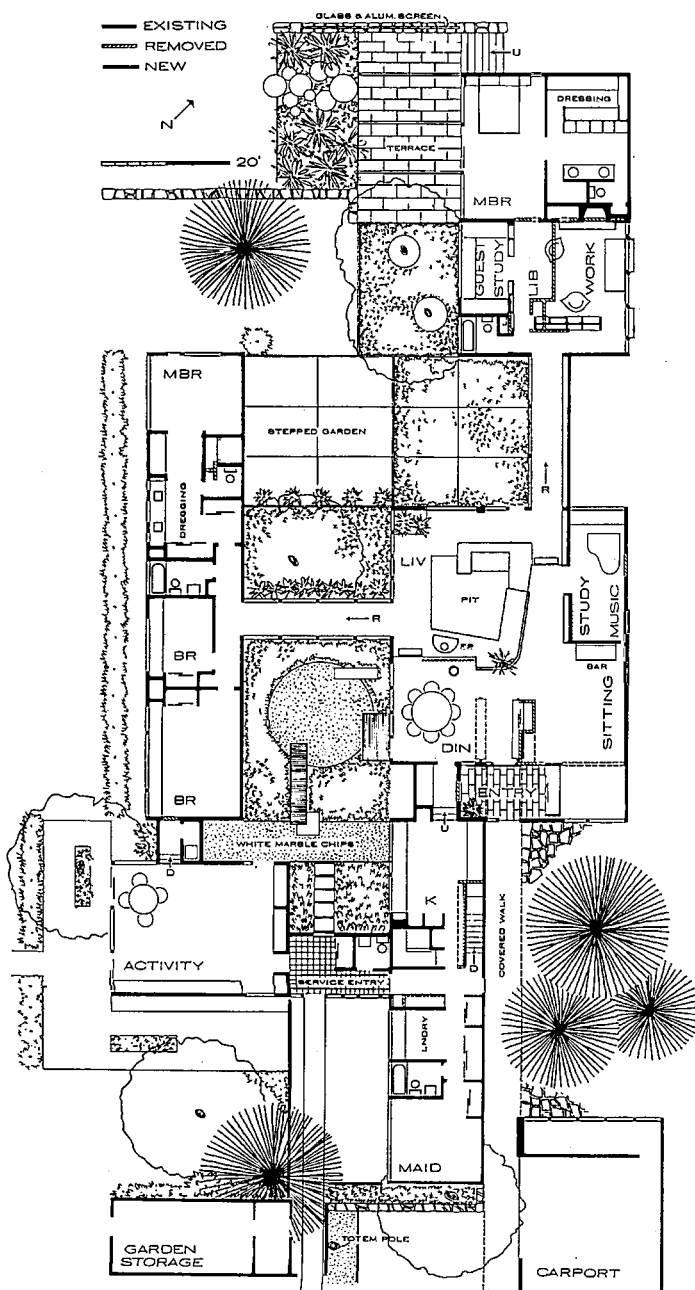 GLASS & ALUM. SCREEN
EXISTING
REMOVED
NEW
N
20'
U
DRESSING
TERRACE
MBR
GUEST
STUDY
LIB
WORK
MBR
STEPPED GARDEN
DRESSING
R
LIV
PIT
STUDY
MUSIC
R
FP
BR
BAR
SITTING
DIN
BR
ENTRY
U
WHITE MARBLE CHIPS
D
K
COVERED WALK
ACTIVITY
D
SERVICE ENTRY
LNDRY
MAID
TOTEM POLE
GARDEN
STORAGE
CARPORT